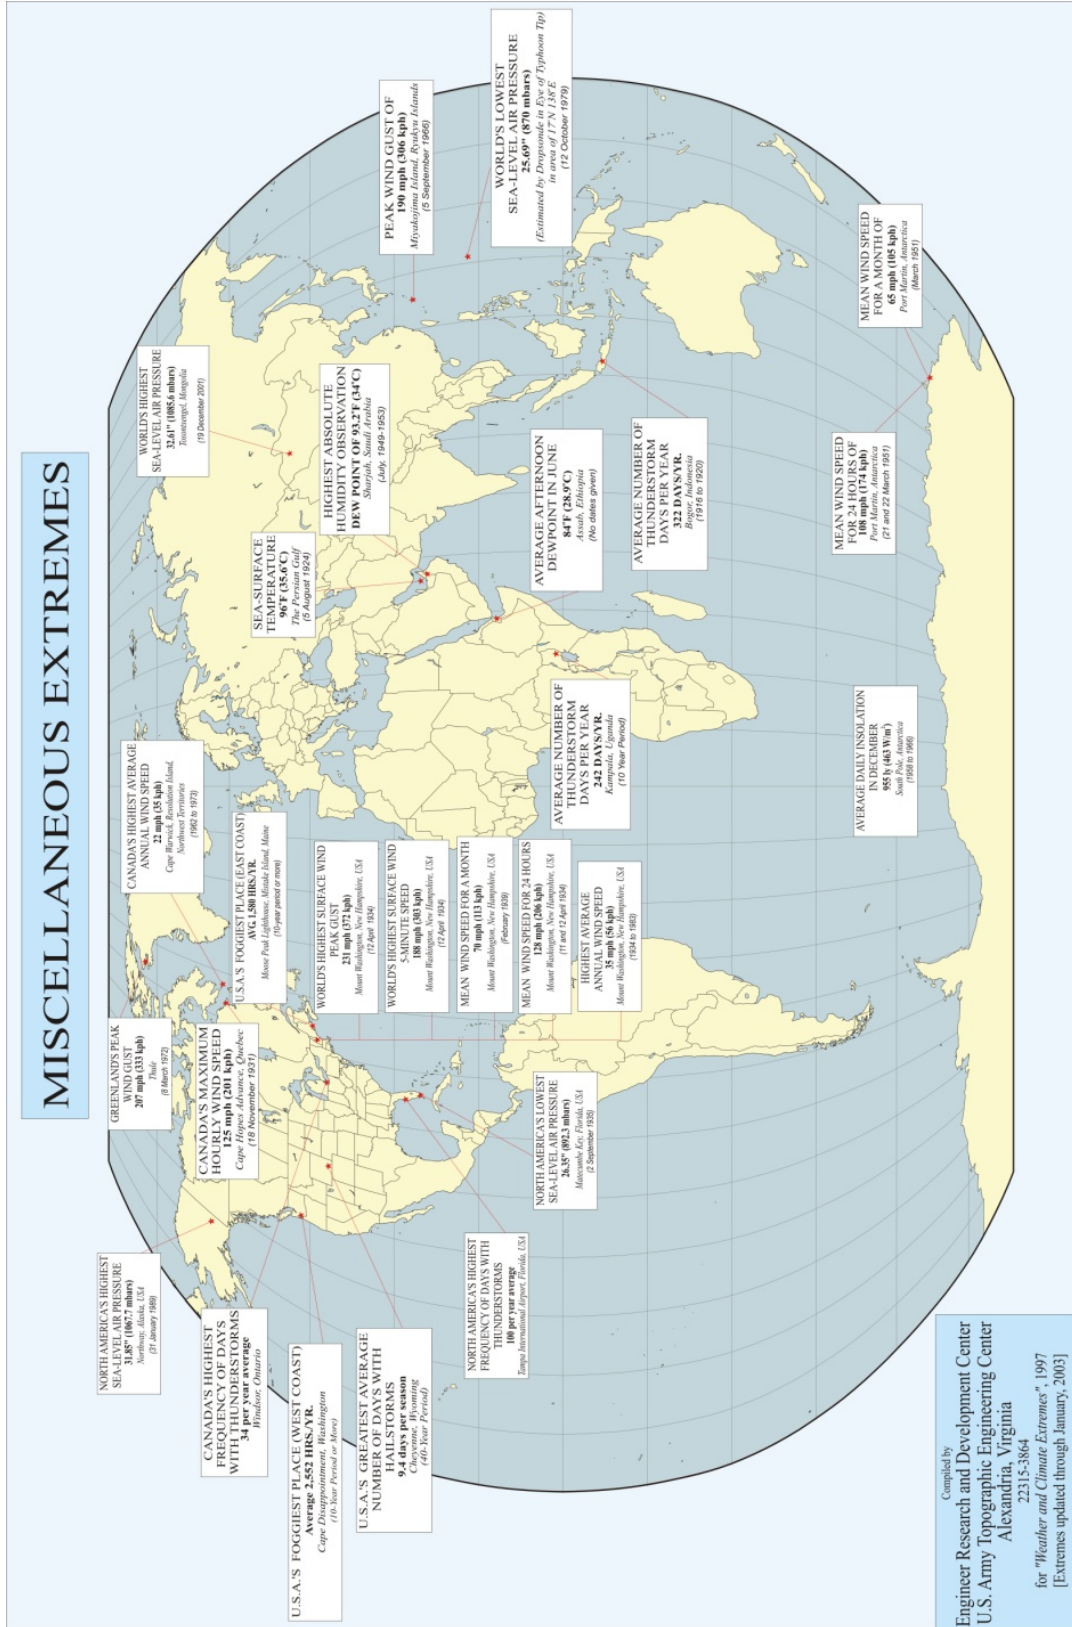 MISCELLANEOUS EXTREMES
NORTH AMERICA'S HIGHEST
SEA-LEVEL AIR PRESSURE
31.85" (1067.7 mbars)
Northway, Alaska, USA
(31 January 1989)
GREENLAND'S PEAK
WIND GUST
207 mph (333 kph)
Thule
(8 March 1972)
CANADA'S HIGHEST AVERAGE
ANNUAL WIND SPEED
22 mph (35 kph)
Cape Warwick, Resolution Island,
Northwest Territories
(1962 to 1973)
WORLD'S HIGHEST
SEA-LEVEL AIR PRESSURE
32.61" (1085.6 mbars)
Tosontsengel, Mongolia
(19 December 2001)
CANADA'S HIGHEST
FREQUENCY OF DAYS
WITH THUNDERSTORMS
34 per year average
Windsor, Ontario
CANADA'S MAXIMUM
HOURLY WIND SPEED
125 mph (201 kph)
Cape Hopes Advance, Quebec
(18 November 1931)
U.S.A.'S FOGGIEST PLACE (EAST COAST)
AVG. 1,580 HRS./YR.
Moose Peak Lighthouse, Mistake Island, Maine
(10-year period or more)
SEA-SURFACE
TEMPERATURE
96°F (35.6°C)
The Persian Gulf
(5 August 1924)
U.S.A.'S FOGGIEST PLACE (WEST COAST)
Average 2,552 HRS./YR.
Cape Disappointment, Washington
(10-Year Period or More)
WORLD'S HIGHEST SURFACE WIND
PEAK GUST
231 mph (372 kph)
Mount Washington, New Hampshire, USA
(12 April 1934)
HIGHEST ABSOLUTE
HUMIDITY OBSERVATION
DEW POINT OF 93.2°F (34°C)
Sharjah, Saudi Arabia
(July, 1949-1953)
PEAK WIND GUST OF
190 mph (306 kph)
Miyakojima Island, Ryukyu Islands
(5 September 1966)
U.S.A.'S GREATEST AVERAGE
NUMBER OF DAYS WITH
HAILSTORMS
9.4 days per season
Cheyenne, Wyoming
(40-Year Period)
WORLD'S HIGHEST SURFACE WIND
5-MINUTE SPEED
188 mph (303 kph)
Mount Washington, New Hampshire, USA
(12 April 1934)
NORTH AMERICA'S HIGHEST
FREQUENCY OF DAYS WITH
THUNDERSTORMS
100 per year average
Tampa International Airport, Florida, USA
MEAN WIND SPEED FOR A MONTH
70 mph (113 kph)
Mount Washington, New Hampshire, USA
(February 1939)
WORLD'S LOWEST
SEA-LEVEL AIR PRESSURE
25.69" (870 mbars)
(Estimated by Dropsonde in Eye of Typhoon Tip)
in area of 17°N 138°E
(12 October 1979)
NORTH AMERICA'S LOWEST
SEA-LEVEL AIR PRESSURE
26.35" (892.3 mbars)
Matecumbe Key, Florida, USA
(2 September 1935)
MEAN WIND SPEED FOR 24 HOURS
128 mph (206 kph)
Mount Washington, New Hampshire, USA
(11 and 12 April 1934)
AVERAGE AFTERNOON
DEWPOINT IN JUNE
84°F (28.9°C)
Assab, Ethiopia
(No dates given)
HIGHEST AVERAGE
ANNUAL WIND SPEED
35 mph (56 kph)
Mount Washington, New Hampshire, USA
(1934 to 1983)
AVERAGE NUMBER OF
THUNDERSTORM
DAYS PER YEAR
242 DAYS/YR.
Kampala, Uganda
(10 Year Period)
AVERAGE NUMBER OF
THUNDERSTORM
DAYS PER YEAR
322 DAYS/YR.
Bogor, Indonesia
(1916 to 1920)
AVERAGE DAILY INSOLATION
IN DECEMBER
955 ly (463 W/m²)
South Pole, Antarctica
(1958 to 1966)
MEAN WIND SPEED
FOR 24 HOURS OF
108 mph (174 kph)
Port Martin, Antarctica
(21 and 22 March 1951)
MEAN WIND SPEED
FOR A MONTH OF
65 mph (105 kph)
Port Martin, Antarctica
(March 1951)
Compiled by
Engineer Research and Development Center
U.S. Army Topographic Engineering Center
Alexandria, Virginia
22315-3864
for "Weather and Climate Extremes", 1997
[Extremes updated through January, 2003]